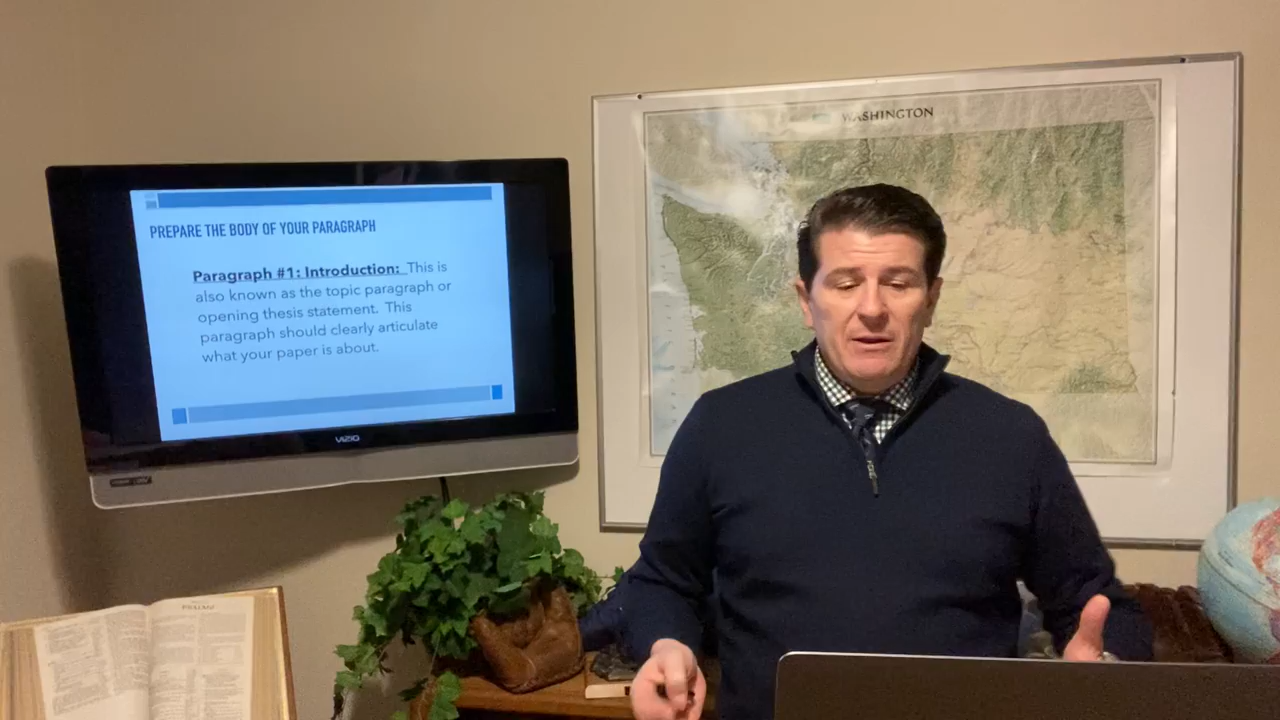 PREPARE THE BODY OF YOUR PARAGRAPH
Paragraph #1: Introduction: This is
also known as the topic paragraph or
opening thesis statement. This
paragraph should clearly articulate
what your paper is about.
VIZIO
WASHINGTON
PSALMS